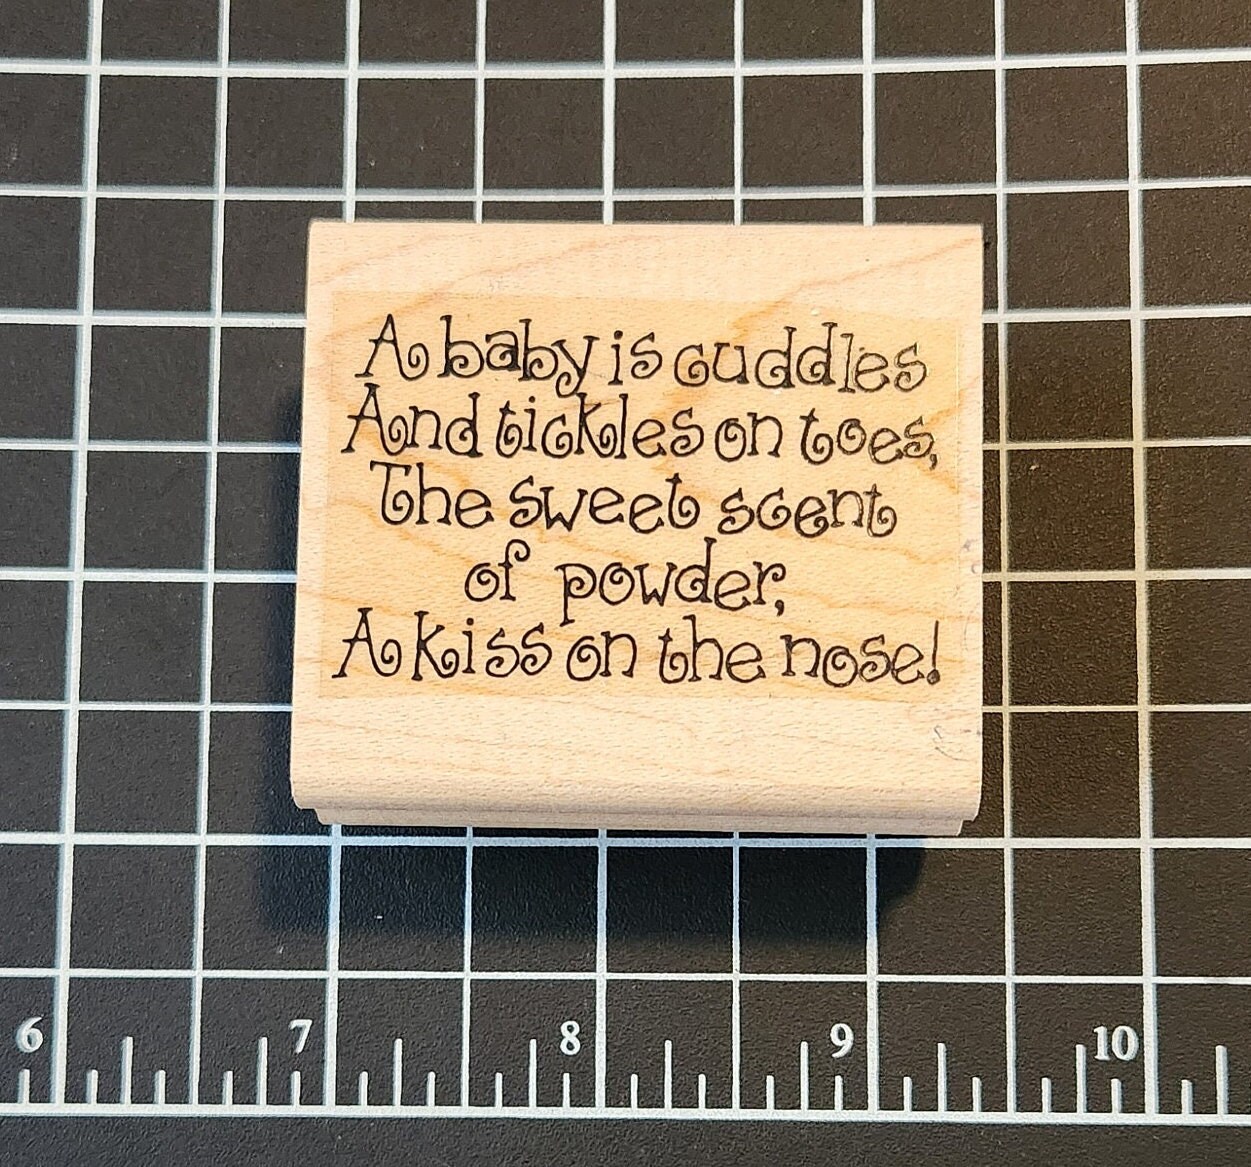 A baby is cuddles
And tickles on toes,
The sweet scent
of powder,
A kiss on the nose!
6 7 8 9 10